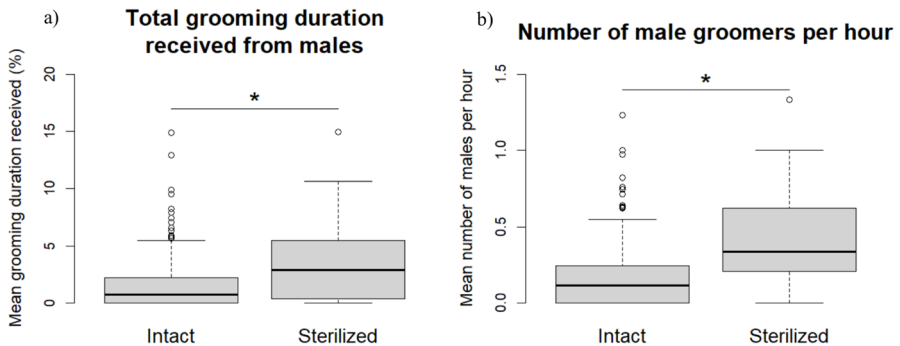 a)
Total grooming duration
received from males
Mean grooming duration received (%)
20
15
10
5
0
*
Intact
Sterilized
b)
Number of male groomers per hour
Mean number of males per hour
1.5
1.0
0.5
0.0
*
Intact
Sterilized